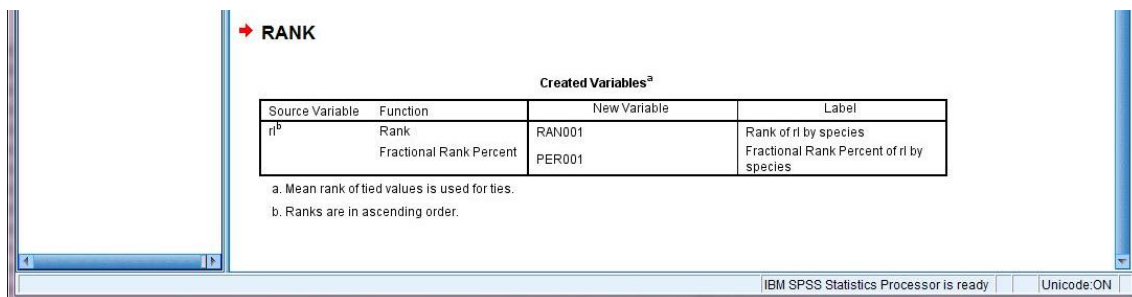 RANK
Created Variablesa
Source Variable Function New Variable Label
rlb Rank RAN001 Rank of rl by species
Fractional Rank Percent PER001 Fractional Rank Percent of rl by
species
a. Mean rank of tied values is used for ties.
b. Ranks are in ascending order.
IBM SPSS Statistics Processor is ready Unicode:ON